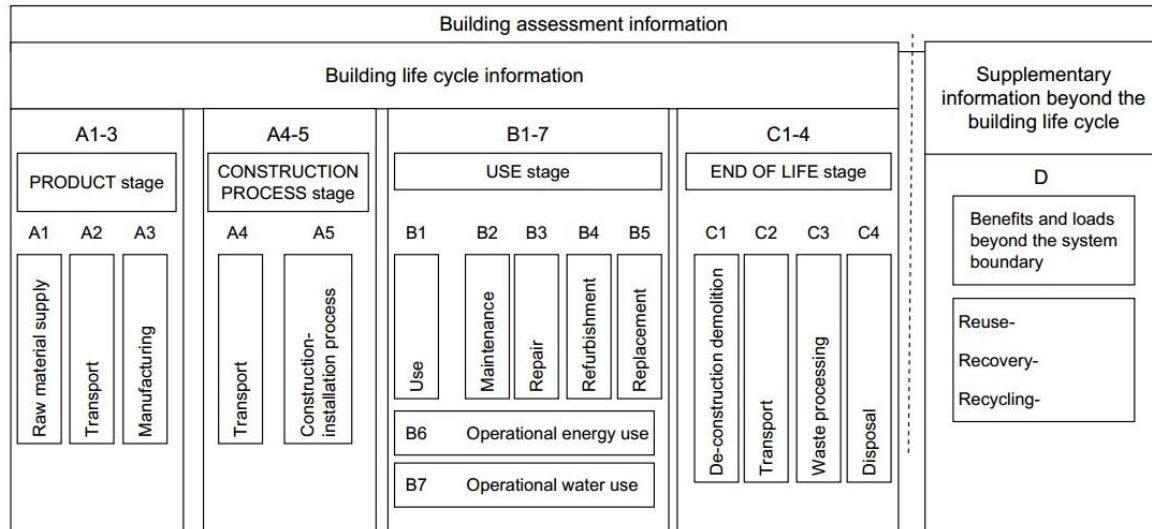 Building assessment information
Building life cycle information
Supplementary
information beyond the
building life cycle
A1-3
A4-5
B1-7
C1-4
D
PRODUCT stage
CONSTRUCTION
PROCESS stage
USE stage
END OF LIFE stage
Benefits and loads
beyond the system
boundary
A1
A2
A3
A4
A5
B1
B2
B3
B4
B5
C1
C2
C3
C4
Raw material supply
Transport
Manufacturing
Transport
Construction-
installation process
Use
Maintenance
Repair
Refurbishment
Replacement
De-construction demolition
Transport
Waste processing
Disposal
B6 Operational energy use
B7 Operational water use
Reuse-
Recovery-
Recycling-